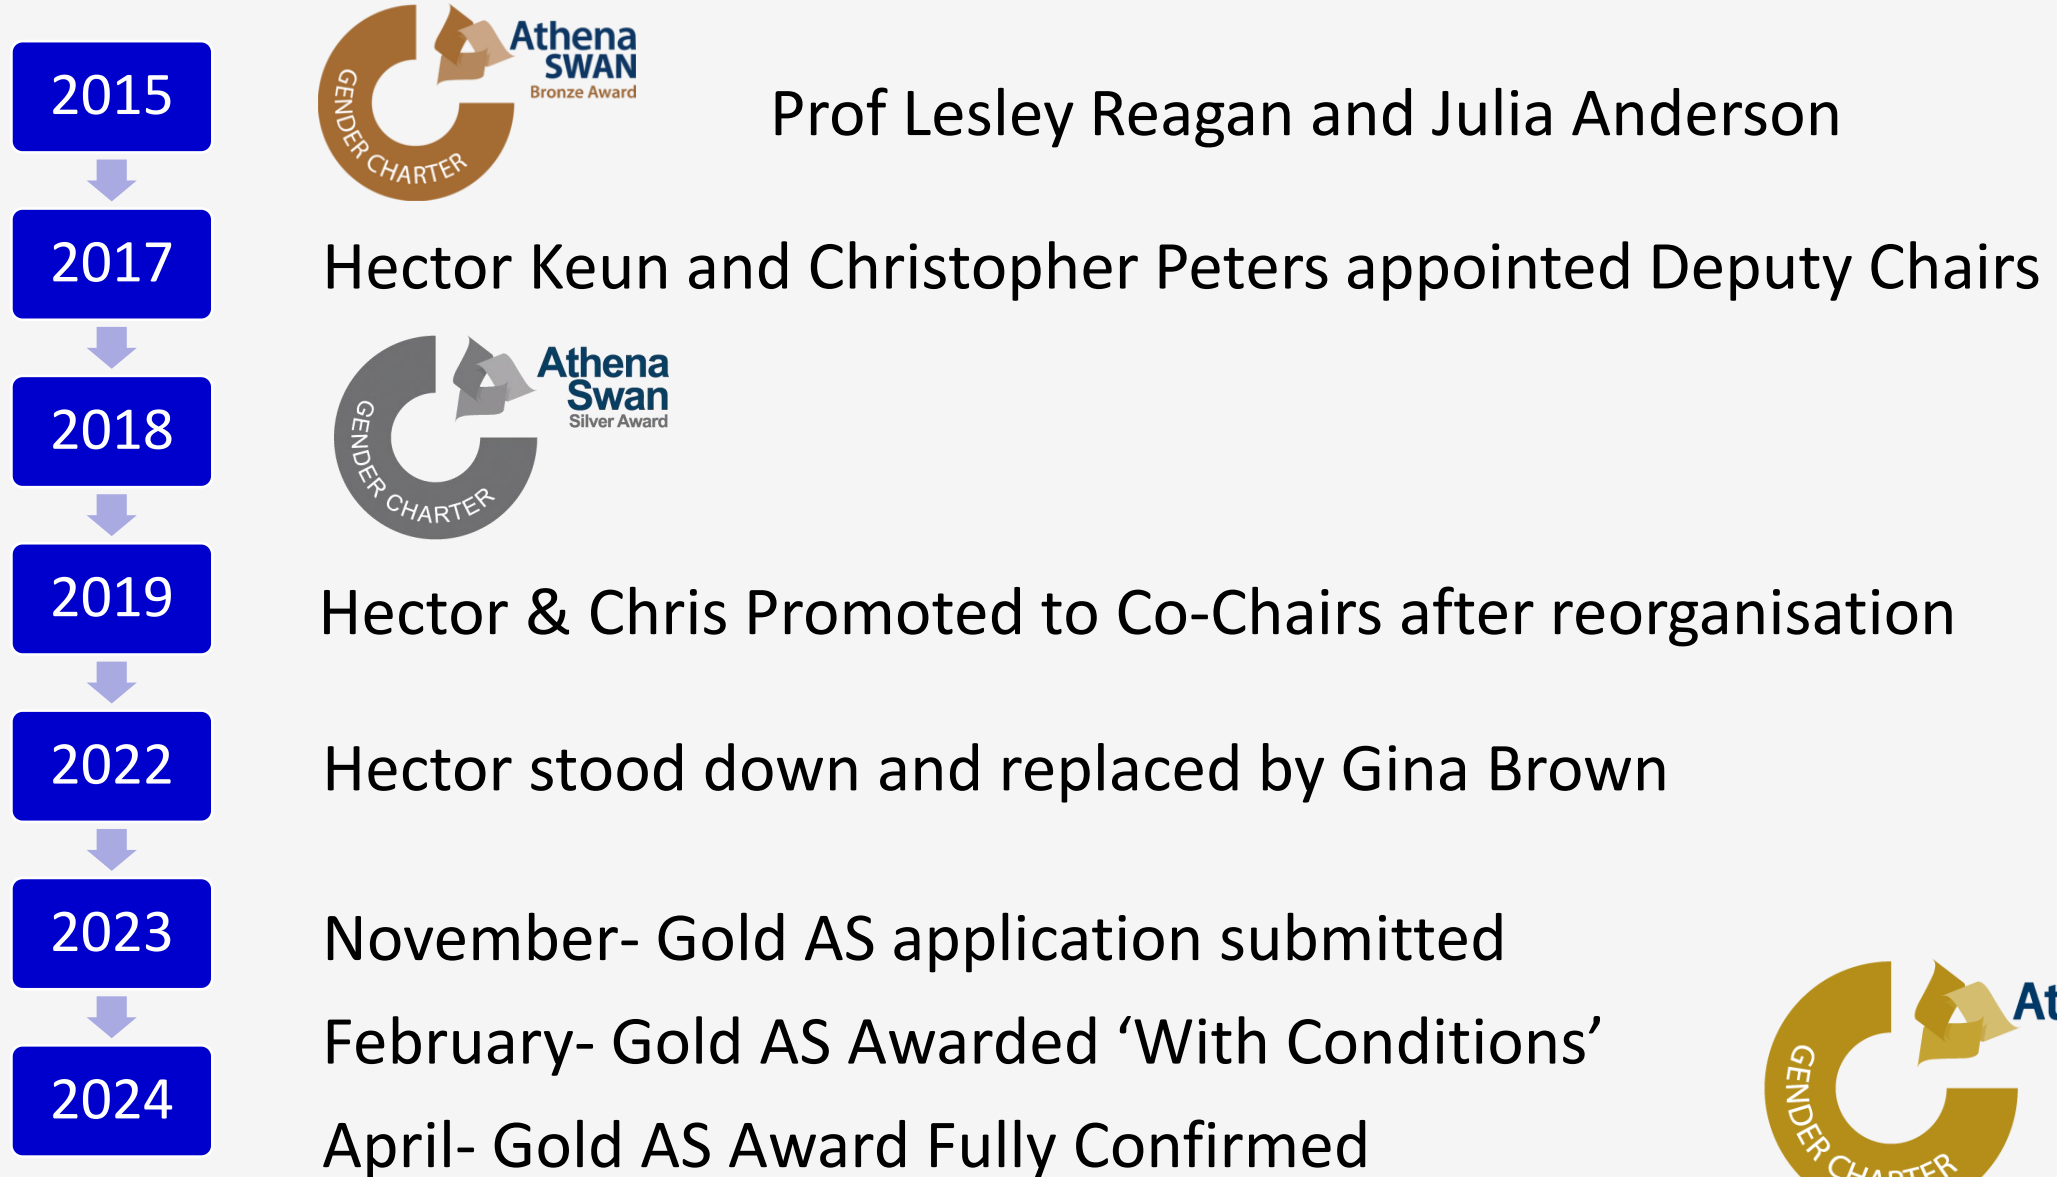 2015
Athena
SWAN
Bronze Award
GENDER CHARTER
Prof Lesley Reagan and Julia Anderson
2017
Hector Keun and Christopher Peters appointed Deputy Chairs
2018
Athena
Swan
Silver Award
GENDER CHARTER
2019
Hector & Chris Promoted to Co-Chairs after reorganisation
2022
Hector stood down and replaced by Gina Brown
2023
November- Gold AS application submitted
2024
February- Gold AS Awarded ‘With Conditions’
April- Gold AS Award Fully Confirmed
At
GENDER CHARTER